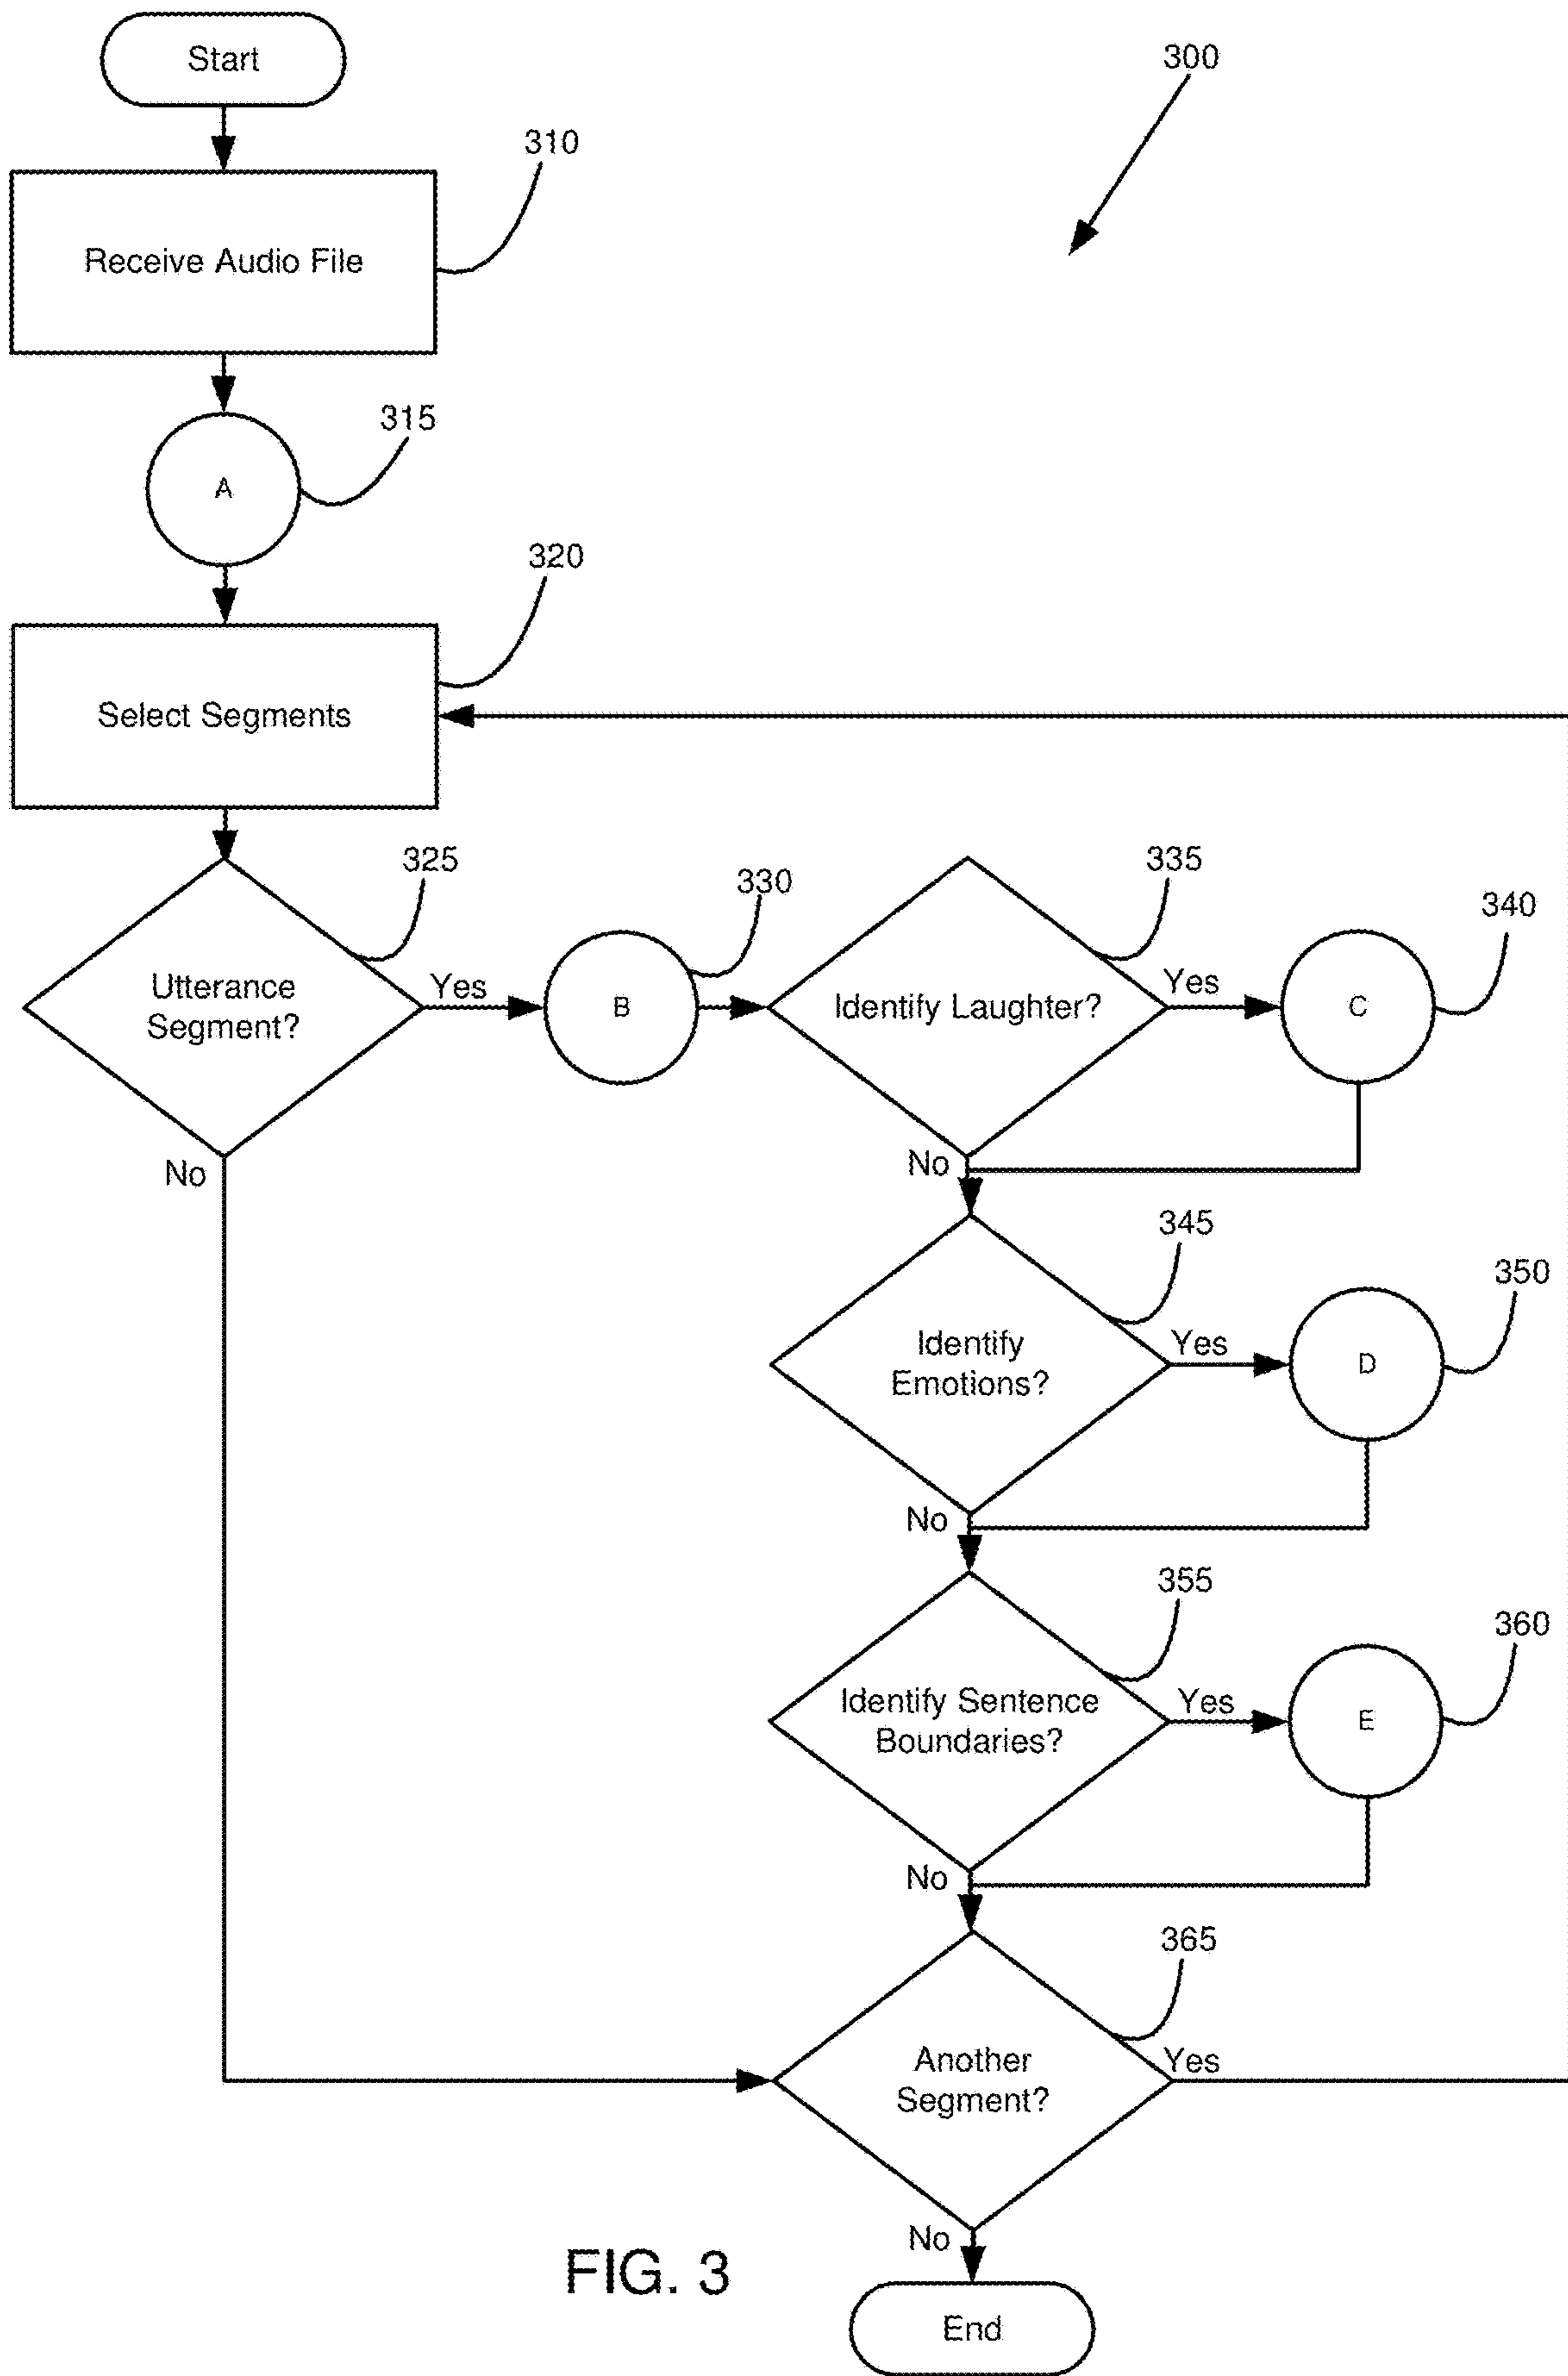 Start
300
310
Receive Audio File
315
A
320
Select Segments
325
330
335
340
Utterance
Segment?
Yes
B
Identify Laughter?
Yes
C
No
No
345
350
Identify
Emotions?
Yes
D
No
355
360
Identify Sentence
Boundaries?
Yes
E
No
365
Another
Segment?
Yes
No
FIG. 3
End